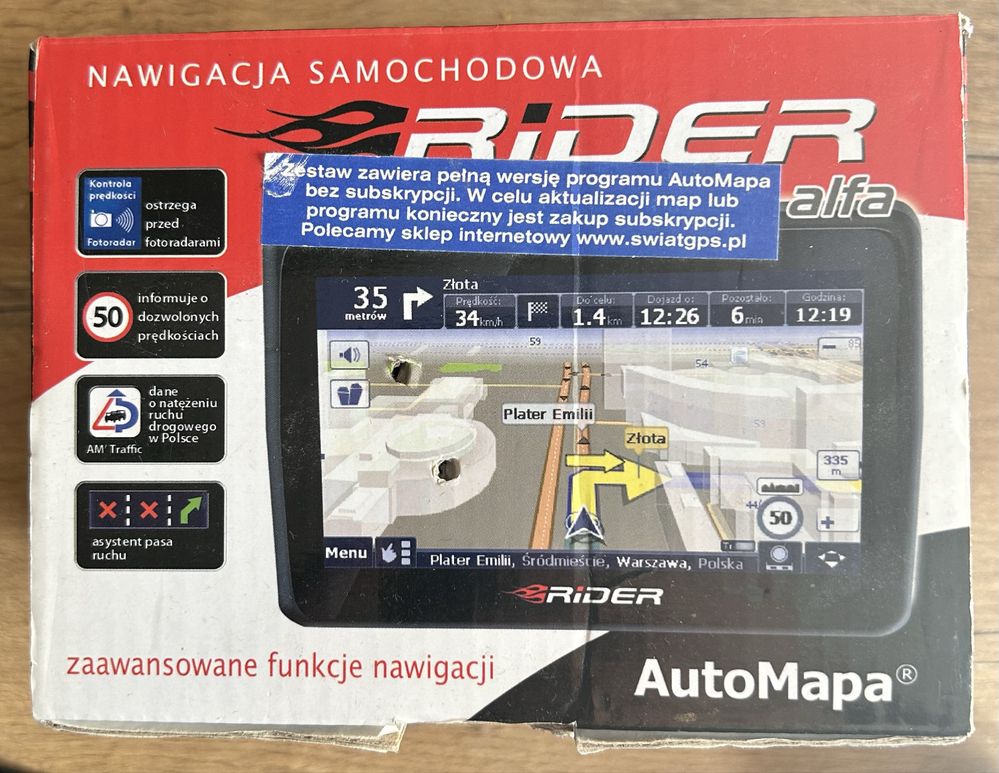 NAWIGACJA SAMOCHODOWA
RiDER
alfa
Zestaw zawiera pełną wersję programu AutoMapa
bez subskrypcji. W celu aktualizacji map lub
programu konieczny jest zakup subskrypcji.
Polecamy sklep internetowy www.swiatgps.pl
Kontrola
prędkości
Fotoradar
ostrzega
przed
fotoradarami
50
informuje o
dozwolonych
prędkościach
AM' Traffic
dane
o natężeniu
ruchu
drogowego
w Polsce
asystent pasa
ruchu
35
metrów
Złota
Prędkość:
34km/h
Do celu:
1.4km
Dojazd o:
12:26
Pozostało:
6min
Godzina:
12:19
59
54
85
53
Plater Emilii
Złota
335
m
50
Menu
Plater Emilii, Śródmieście, Warszawa, Polska
RiDER
zaawansowane funkcje nawigacji
AutoMapa®